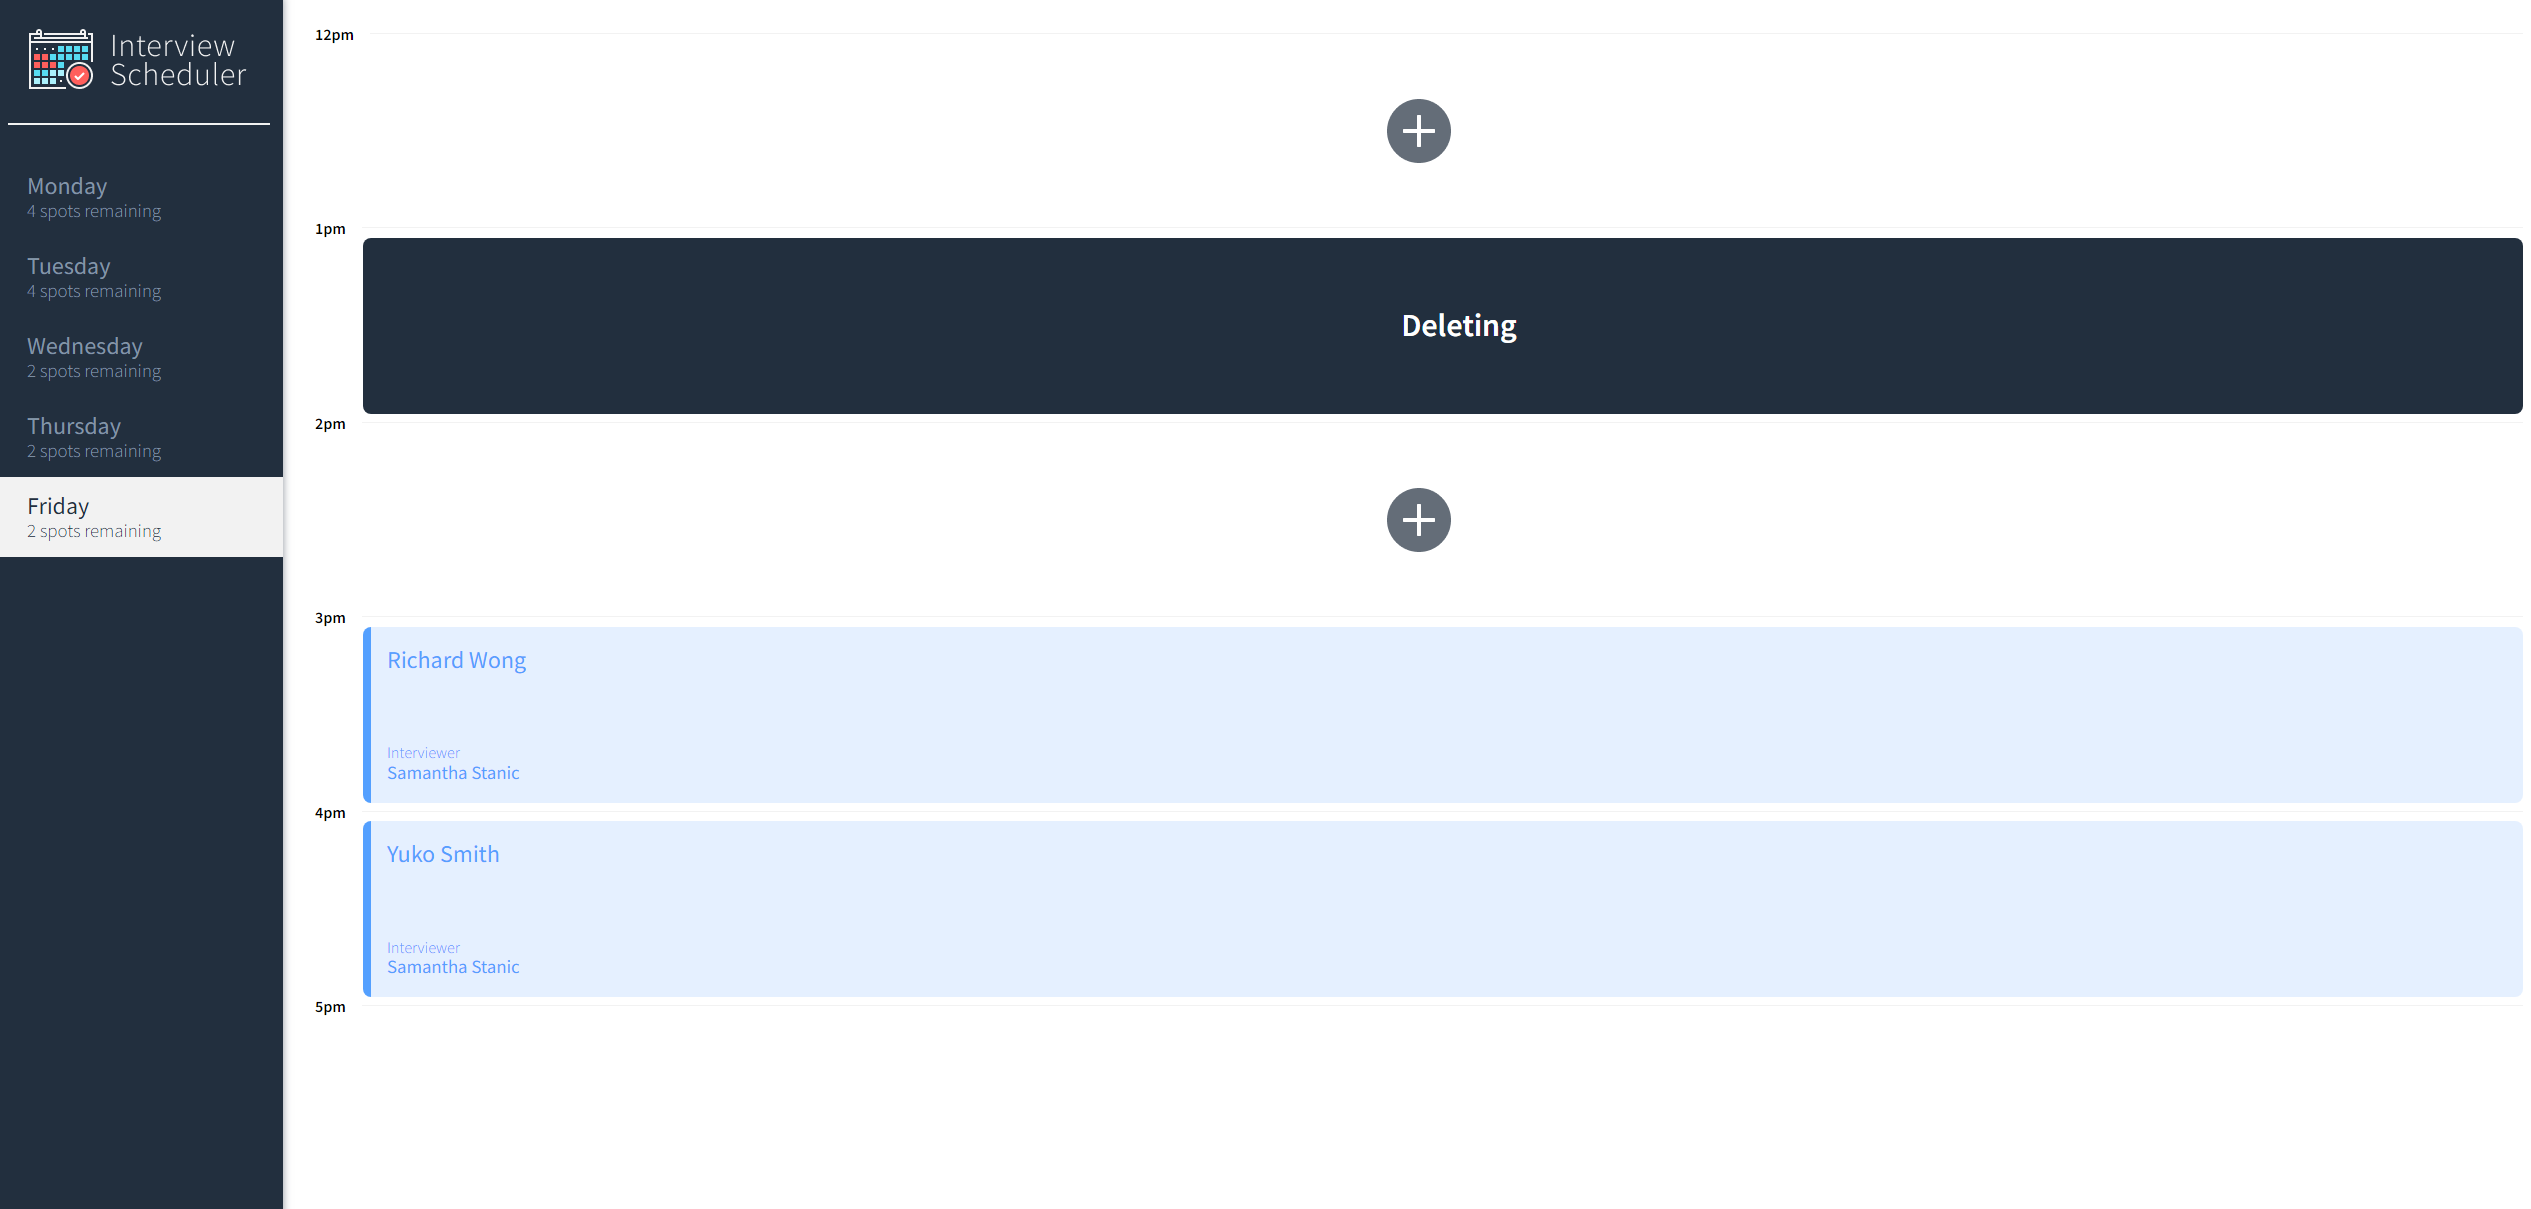 Interview
Scheduler
Monday
4 spots remaining
Tuesday
4 spots remaining
Wednesday
2 spots remaining
Thursday
2 spots remaining
Friday
2 spots remaining
12pm
1pm
Deleting
2pm
3pm
Richard Wong
Interviewer
Samantha Stanic
4pm
Yuko Smith
Interviewer
Samantha Stanic
5pm